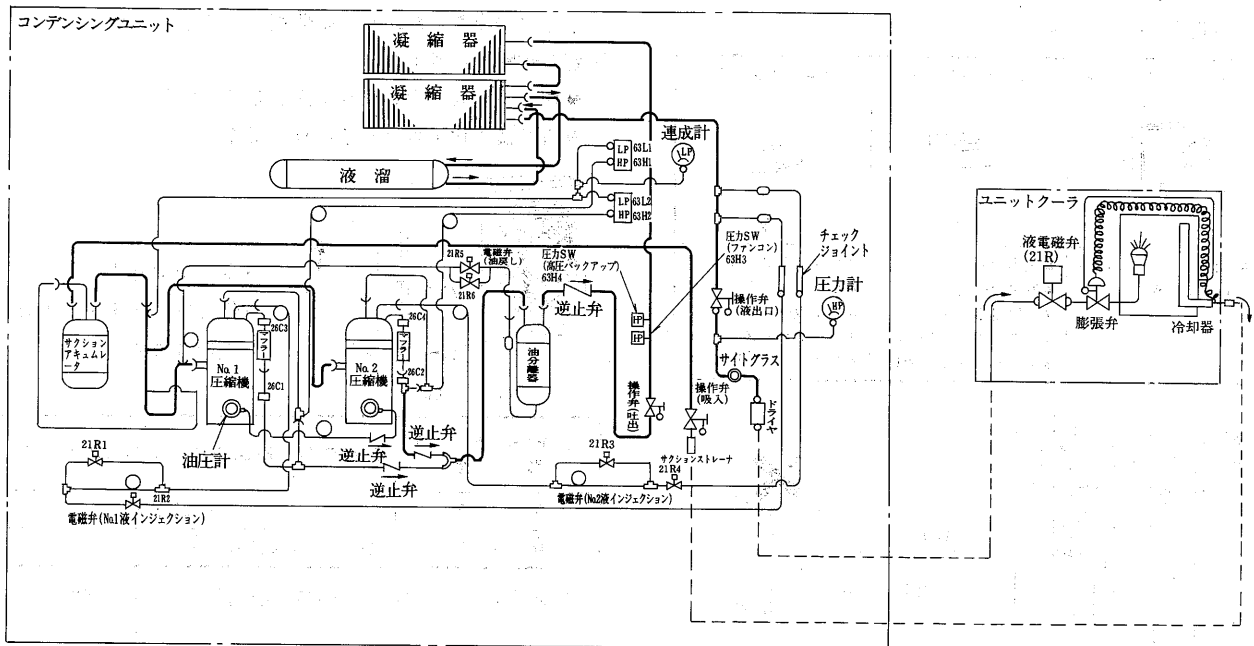 コンデンシングユニット
凝縮器
凝縮器
液溜
LP
63L1
HP
63H1
連成計
LP
LP
63L2
HP
63H2
21R5
電磁弁
(油戻し)
21R6
圧力SW
(高圧バックアップ)
63H4
逆止弁
圧力SW
(ファンコン)
63H3
チェック
ジョイント
圧力計
HP
HP
HP
操作弁
(液出口)
サイトグラス
操作弁
(吸入)
ドライヤ
操作弁
(吐出)
サクションストレーナ
サクション
アキュムレ
ータ
No.1
圧縮機
26C3
マフラー
26C1
油圧計
No.2
圧縮機
26C4
マフラー
26C2
油分離器
逆止弁
逆止弁
逆止弁
21R1
21R2
電磁弁(No.1液インジェクション)
21R3
21R4
電磁弁(No.2液インジェクション)
ユニットクーラ
液電磁弁
(21R)
膨張弁
冷却器